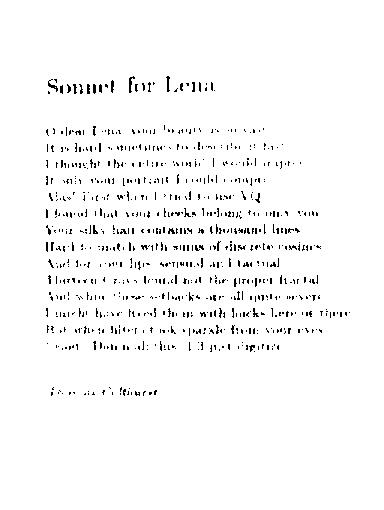 Sonnet for Lena
O dear Lena, your beauty is so vast
It is hard sometimes to describe it fast.
I thought the entire world I would impress
If only your portrait I could compress.
Alas! First when I tried to use VQ
I found that your cheeks belong to only you.
Your silky hair contains a thousand lines
Hard to match with sums of discrete cosines.
And for your lips, sensual and tactual
Thirteen Crays found not the proper fractal.
And while these setbacks are all quite severe
I might have fixed them with hacks here or there
But when filters took sparkle from your eyes
all this. I'll just digitize.
Colthurst